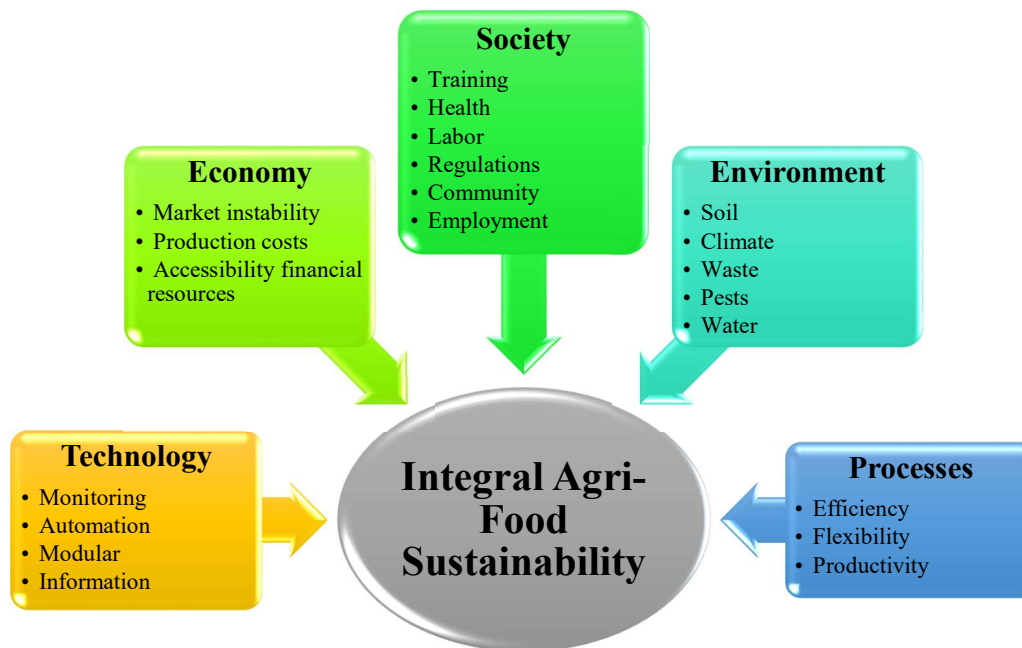 Society
• Training
• Health
• Labor
• Regulations
• Community
• Employment
Economy
• Market instability
• Production costs
• Accessibility financial
resources
Environment
• Soil
• Climate
• Waste
• Pests
• Water
Technology
• Monitoring
• Automation
• Modular
• Information
Integral Agri-
Food
Sustainability
Processes
• Efficiency
• Flexibility
• Productivity